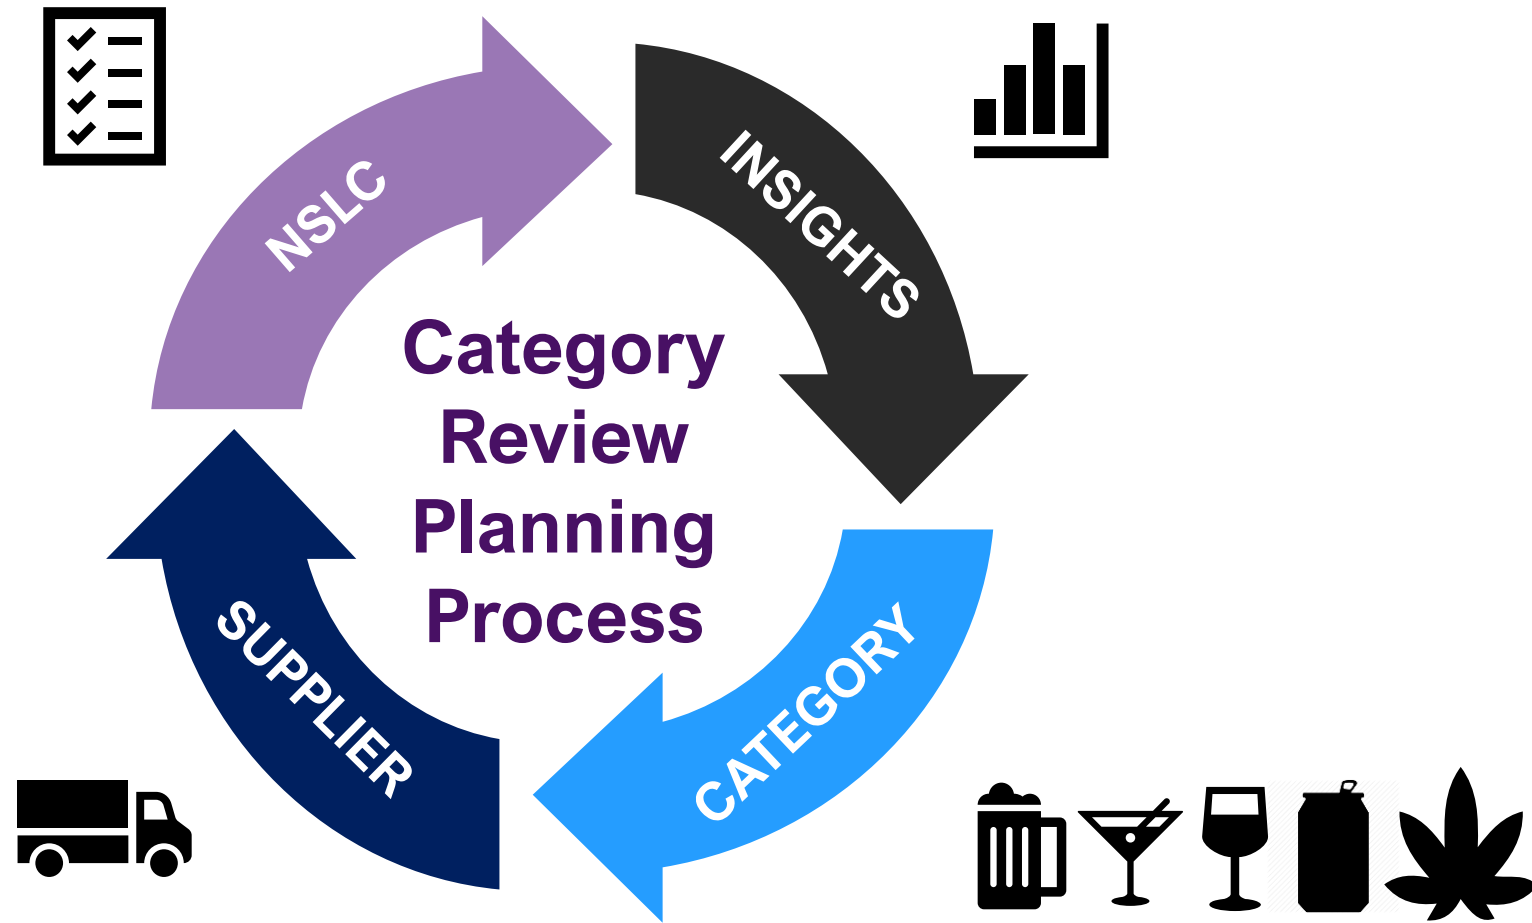 NSLC
INSIGHTS
Category
Review
Planning
Process
SUPPLIER
CATEGORY